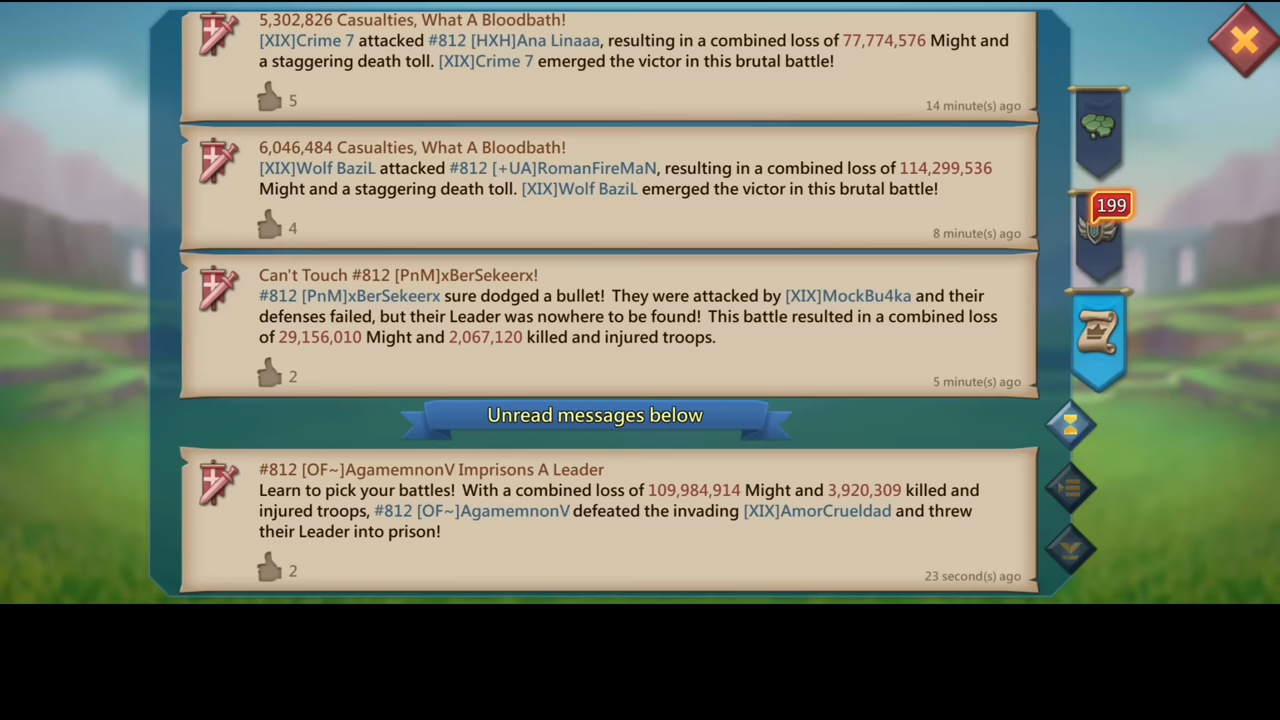 5,302,826 Casualties, What A Bloodbath!
[XIX]Crime 7 attacked #812 [HXH]Ana Linaaa, resulting in a combined loss of 77,774,576 Might and
a staggering death toll. [XIX]Crime 7 emerged the victor in this brutal battle!
5
14 minute(s) ago
6,046,484 Casualties, What A Bloodbath!
[XIX]Wolf BaziL attacked #812 [+UA]RomanFireMaN, resulting in a combined loss of 114,299,536
Might and a staggering death toll. [XIX]Wolf BaziL emerged the victor in this brutal battle!
4
8 minute(s) ago
199
Can't Touch #812 [PnM]xBerSekeerx!
#812 [PnM]xBerSekeerx sure dodged a bullet! They were attacked by [XIX]MockBu4ka and their
defenses failed, but their Leader was nowhere to be found! This battle resulted in a combined loss
of 29,156,010 Might and 2,067,120 killed and injured troops.
2
5 minute(s) ago
Unread messages below
#812 [OF~]AgamemnonV Imprisons A Leader
Learn to pick your battles! With a combined loss of 109,984,914 Might and 3,920,309 killed and
injured troops, #812 [OF~]AgamemnonV defeated the invading [XIX]AmorCrueldad and threw
their Leader into prison!
2
23 second(s) ago